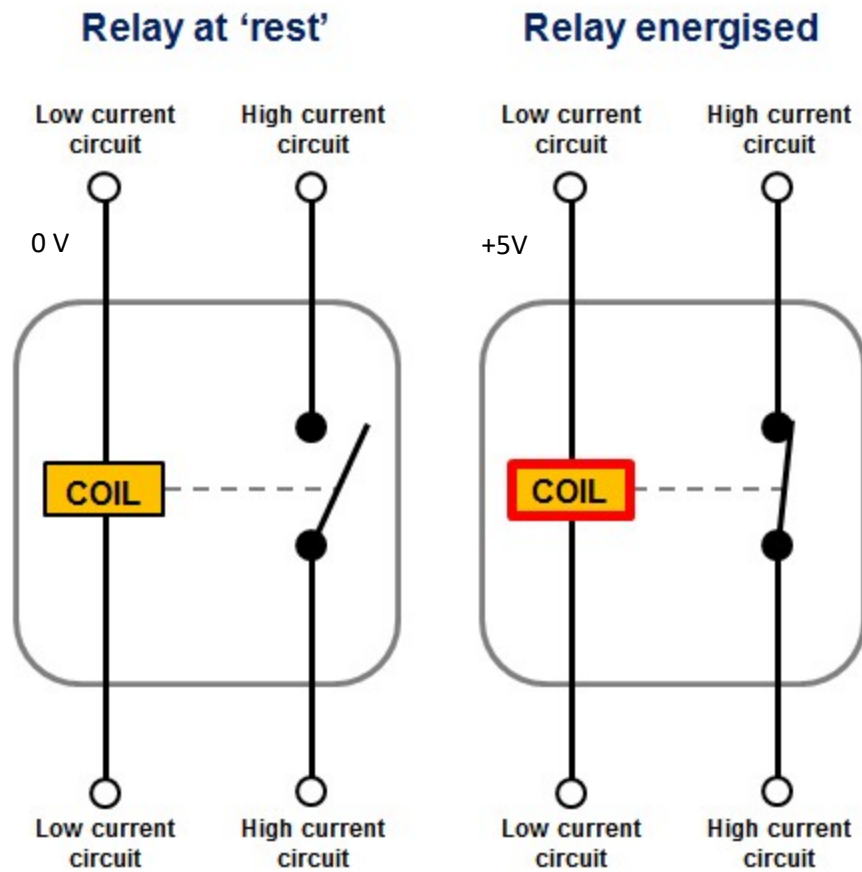 Relay at ‘rest’
Relay energised
Low current
circuit
High current
circuit
Low current
circuit
High current
circuit
0 V
+5V
COIL
COIL
Low current
circuit
High current
circuit
Low current
circuit
High current
circuit